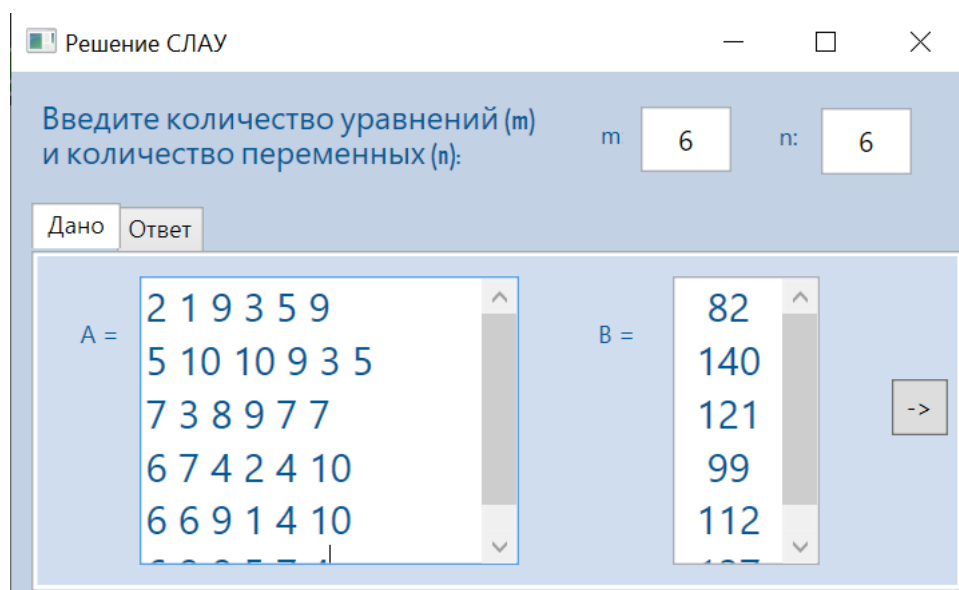 Решение СЛАУ
Введите количество уравнений (m)
и количество переменных (n):
m 6 n: 6
Дано Ответ
A =
2 1 9 3 5 9
5 10 10 9 3 5
7 3 8 9 7 7
6 7 4 2 4 10
6 6 9 1 4 10
B =
82
140
121
99
112
->